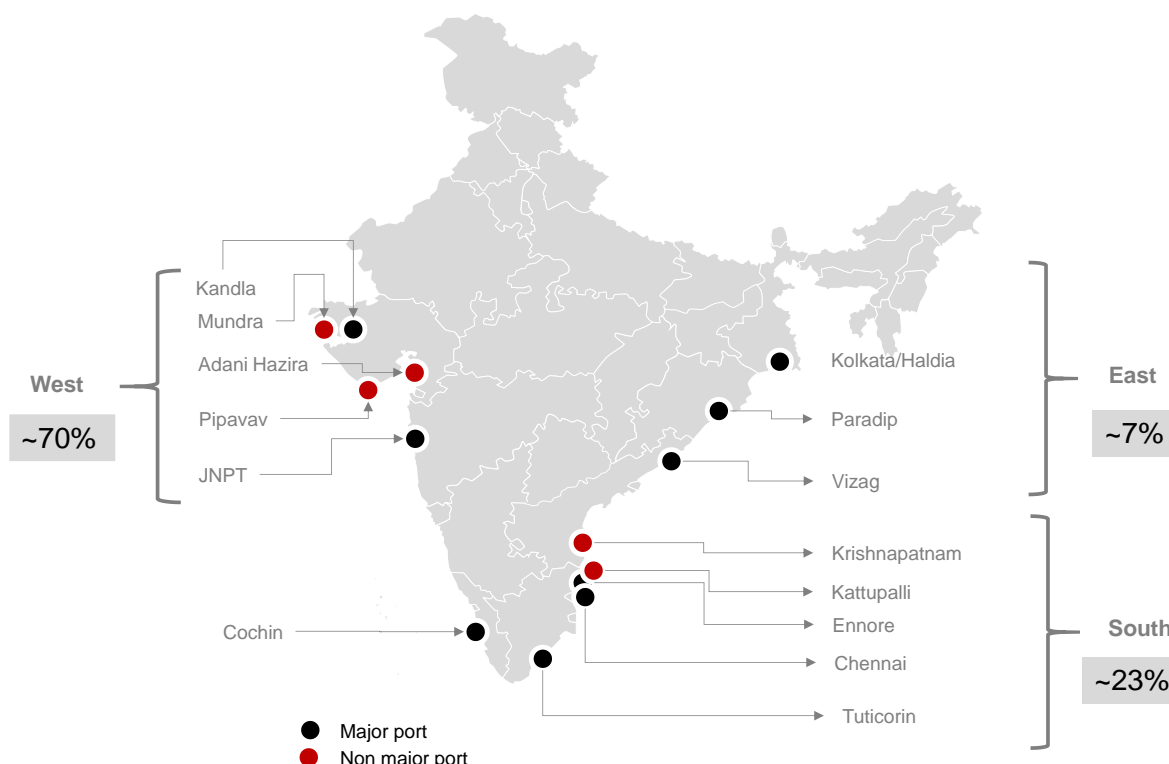 Kandla
Mundra
Adani Hazira
Pipavav
JNPT
West
~70%
Cochin
Kolkata/Haldia
Paradip
Vizag
East
~7%
Krishnapatnam
Kattupalli
Ennore
Chennai
Tuticorin
South
~23%
Major port
Non major port